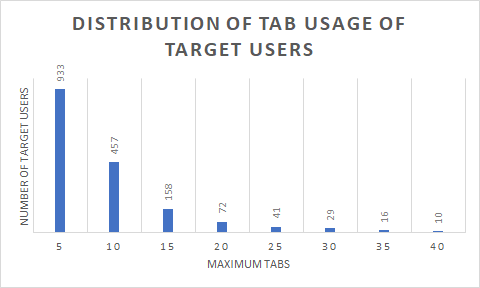 DISTRIBUTION OF TAB USAGE OF
TARGET USERS
NUMBER OF TARGET USERS
933
457
158
72
41
29
16
10
5 10 15 20 25 30 35 40
MAXIMUM TABS